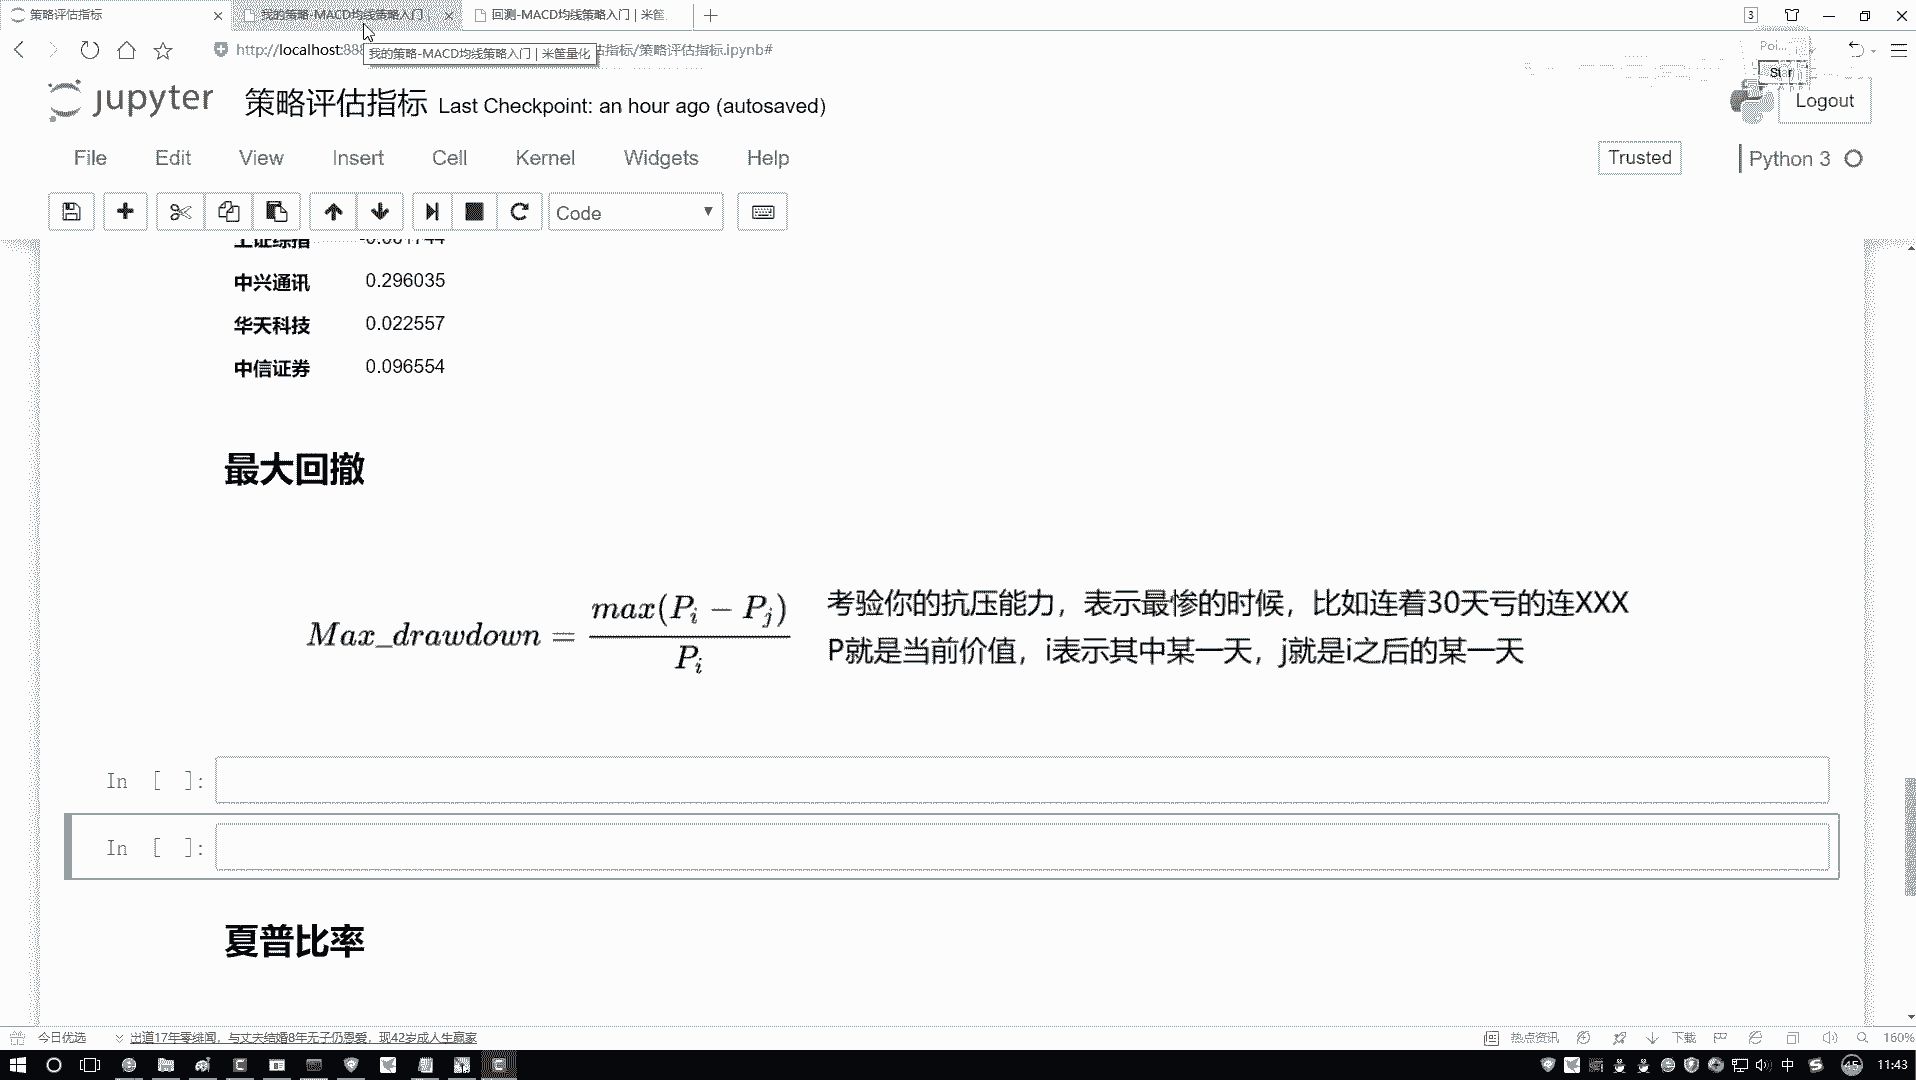 策略评估指标
我的策略-MACD均线策略入门
回测-MACD均线策略入门 | 米筐
3
http://localhost:888
指标/策略评估指标.ipynb#
我的策略-MACD均线策略入门 | 米筐量化
jupyter
策略评估指标 Last Checkpoint: an hour ago (autosaved)
Logout
File Edit View Insert Cell Kernel Widgets Help
Trusted
Python 3
Code
中兴通讯 0.296035
华天科技 0.022557
中信证券 0.096554
最大回撤
Max_drawdown = max(P_i − P_j) / P_i
考验你的抗压能力，表示最惨的时候，比如连着30天亏的连XXX
P就是当前价值，i表示其中某一天，j就是i之后的某一天
In [ ]:
In [ ]:
夏普比率
今日优选
出道17年零绯闻，与丈夫结婚8年无子仍恩爱，现42岁成人生赢家
热点资讯
下载
160%
中
45
11:43